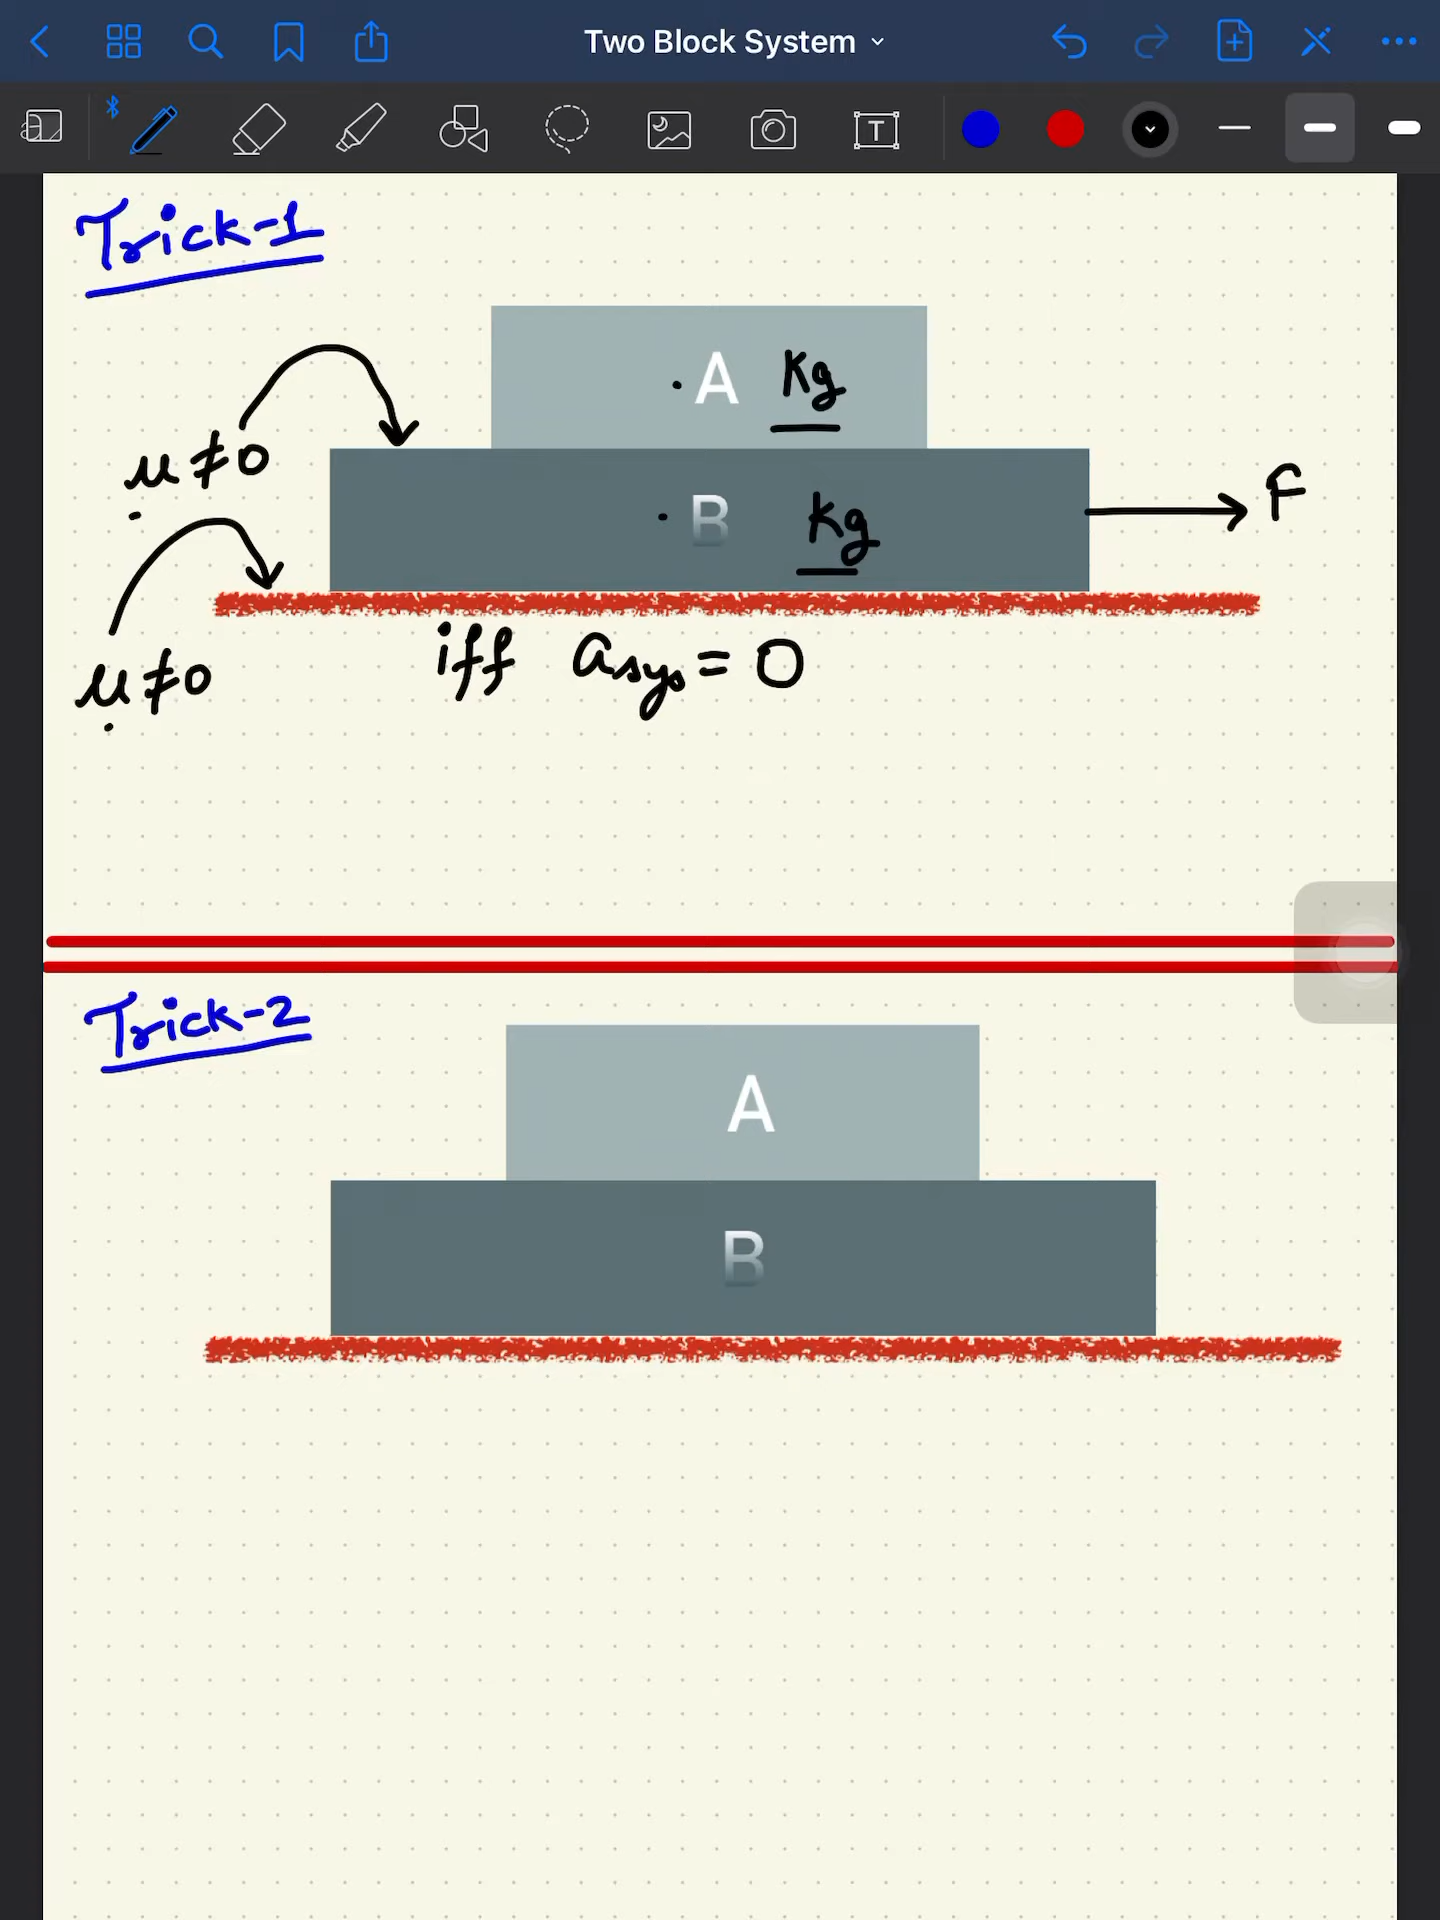 Two Block System
T
Trick-1
A Kg
μ≠0
B Kg
F
μ≠0
iff a_sys = 0
Trick-2
A
B